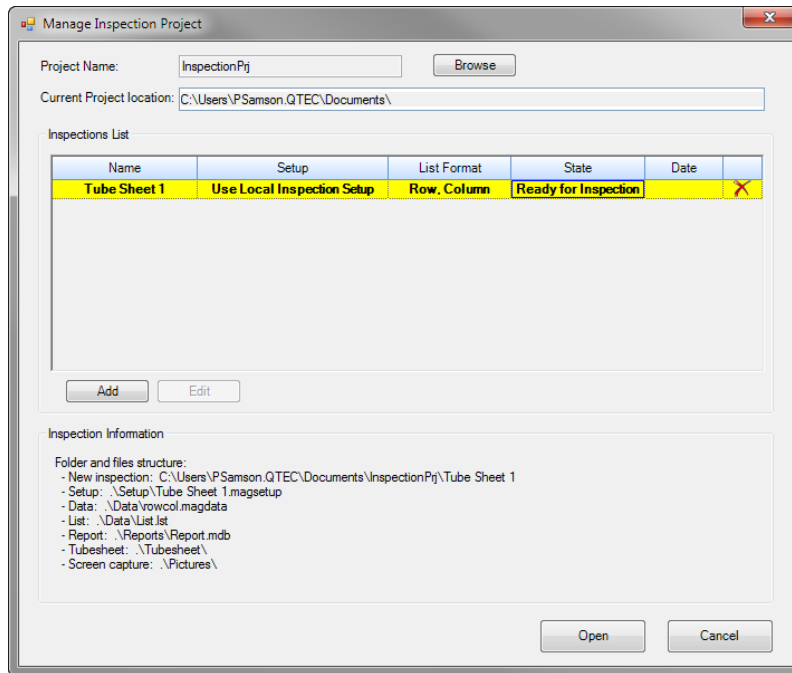 Manage Inspection Project
Project Name: InspectionPrj Browse
Current Project location: C:\Users\PSamson.QTEC\Documents\
Inspections List
Name Setup List Format State Date
Tube Sheet 1 Use Local Inspection Setup Row, Column Ready for Inspection
Add Edit
Inspection Information
Folder and files structure:
- New inspection: C:\Users\PSamson.QTEC\Documents\InspectionPrj\Tube Sheet 1
- Setup: .\Setup\Tube Sheet 1.magsetup
- Data: .\Data\rowcol.magdata
- List: .\Data\List.lst
- Report: .\Reports\Report.mdb
- Tubesheet: .\Tubesheet\
- Screen capture: .\Pictures\
Open Cancel